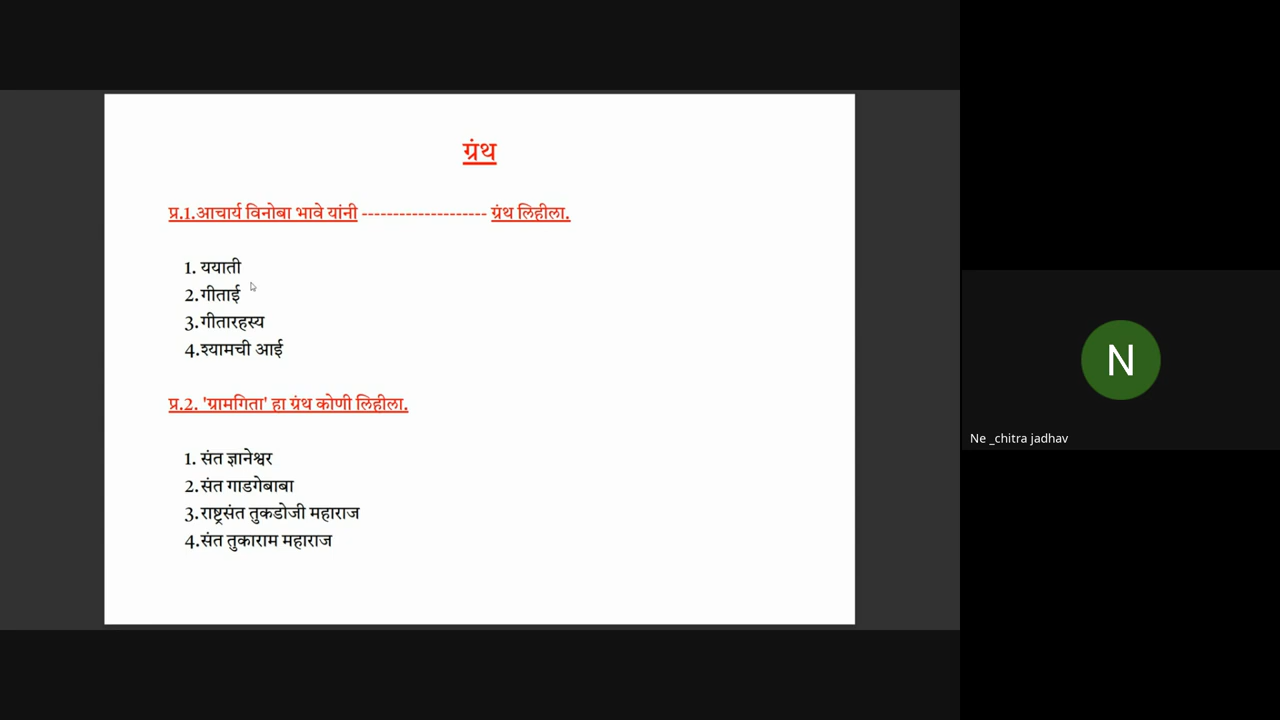 ग्रंथ
प्र.1.आचार्य विनोबा भावे यांनी -------------------- ग्रंथ लिहीला.
1. ययाती
2. गीताई
3. गीतारहस्य
4. श्यामची आई
प्र.2. 'ग्रामगिता' हा ग्रंथ कोणी लिहीला.
1. संत ज्ञानेश्वर
2. संत गाडगेबाबा
3. राष्ट्रसंत तुकडोजी महाराज
4. संत तुकाराम महाराज
N
Ne _chitra jadhav